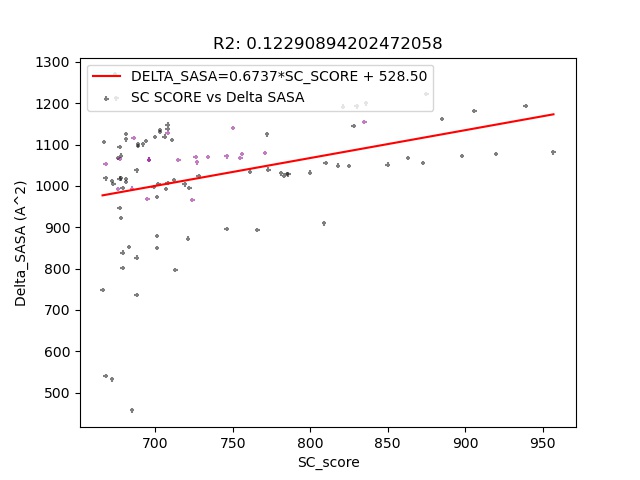 R2: 0.12290894202472058
DELTA_SASA=0.6737*SC_SCORE + 528.50
SC SCORE vs Delta SASA
Delta_SASA (A^2)
1300
1200
1100
1000
900
800
700
600
500
700 750 800 850 900 950
SC_score